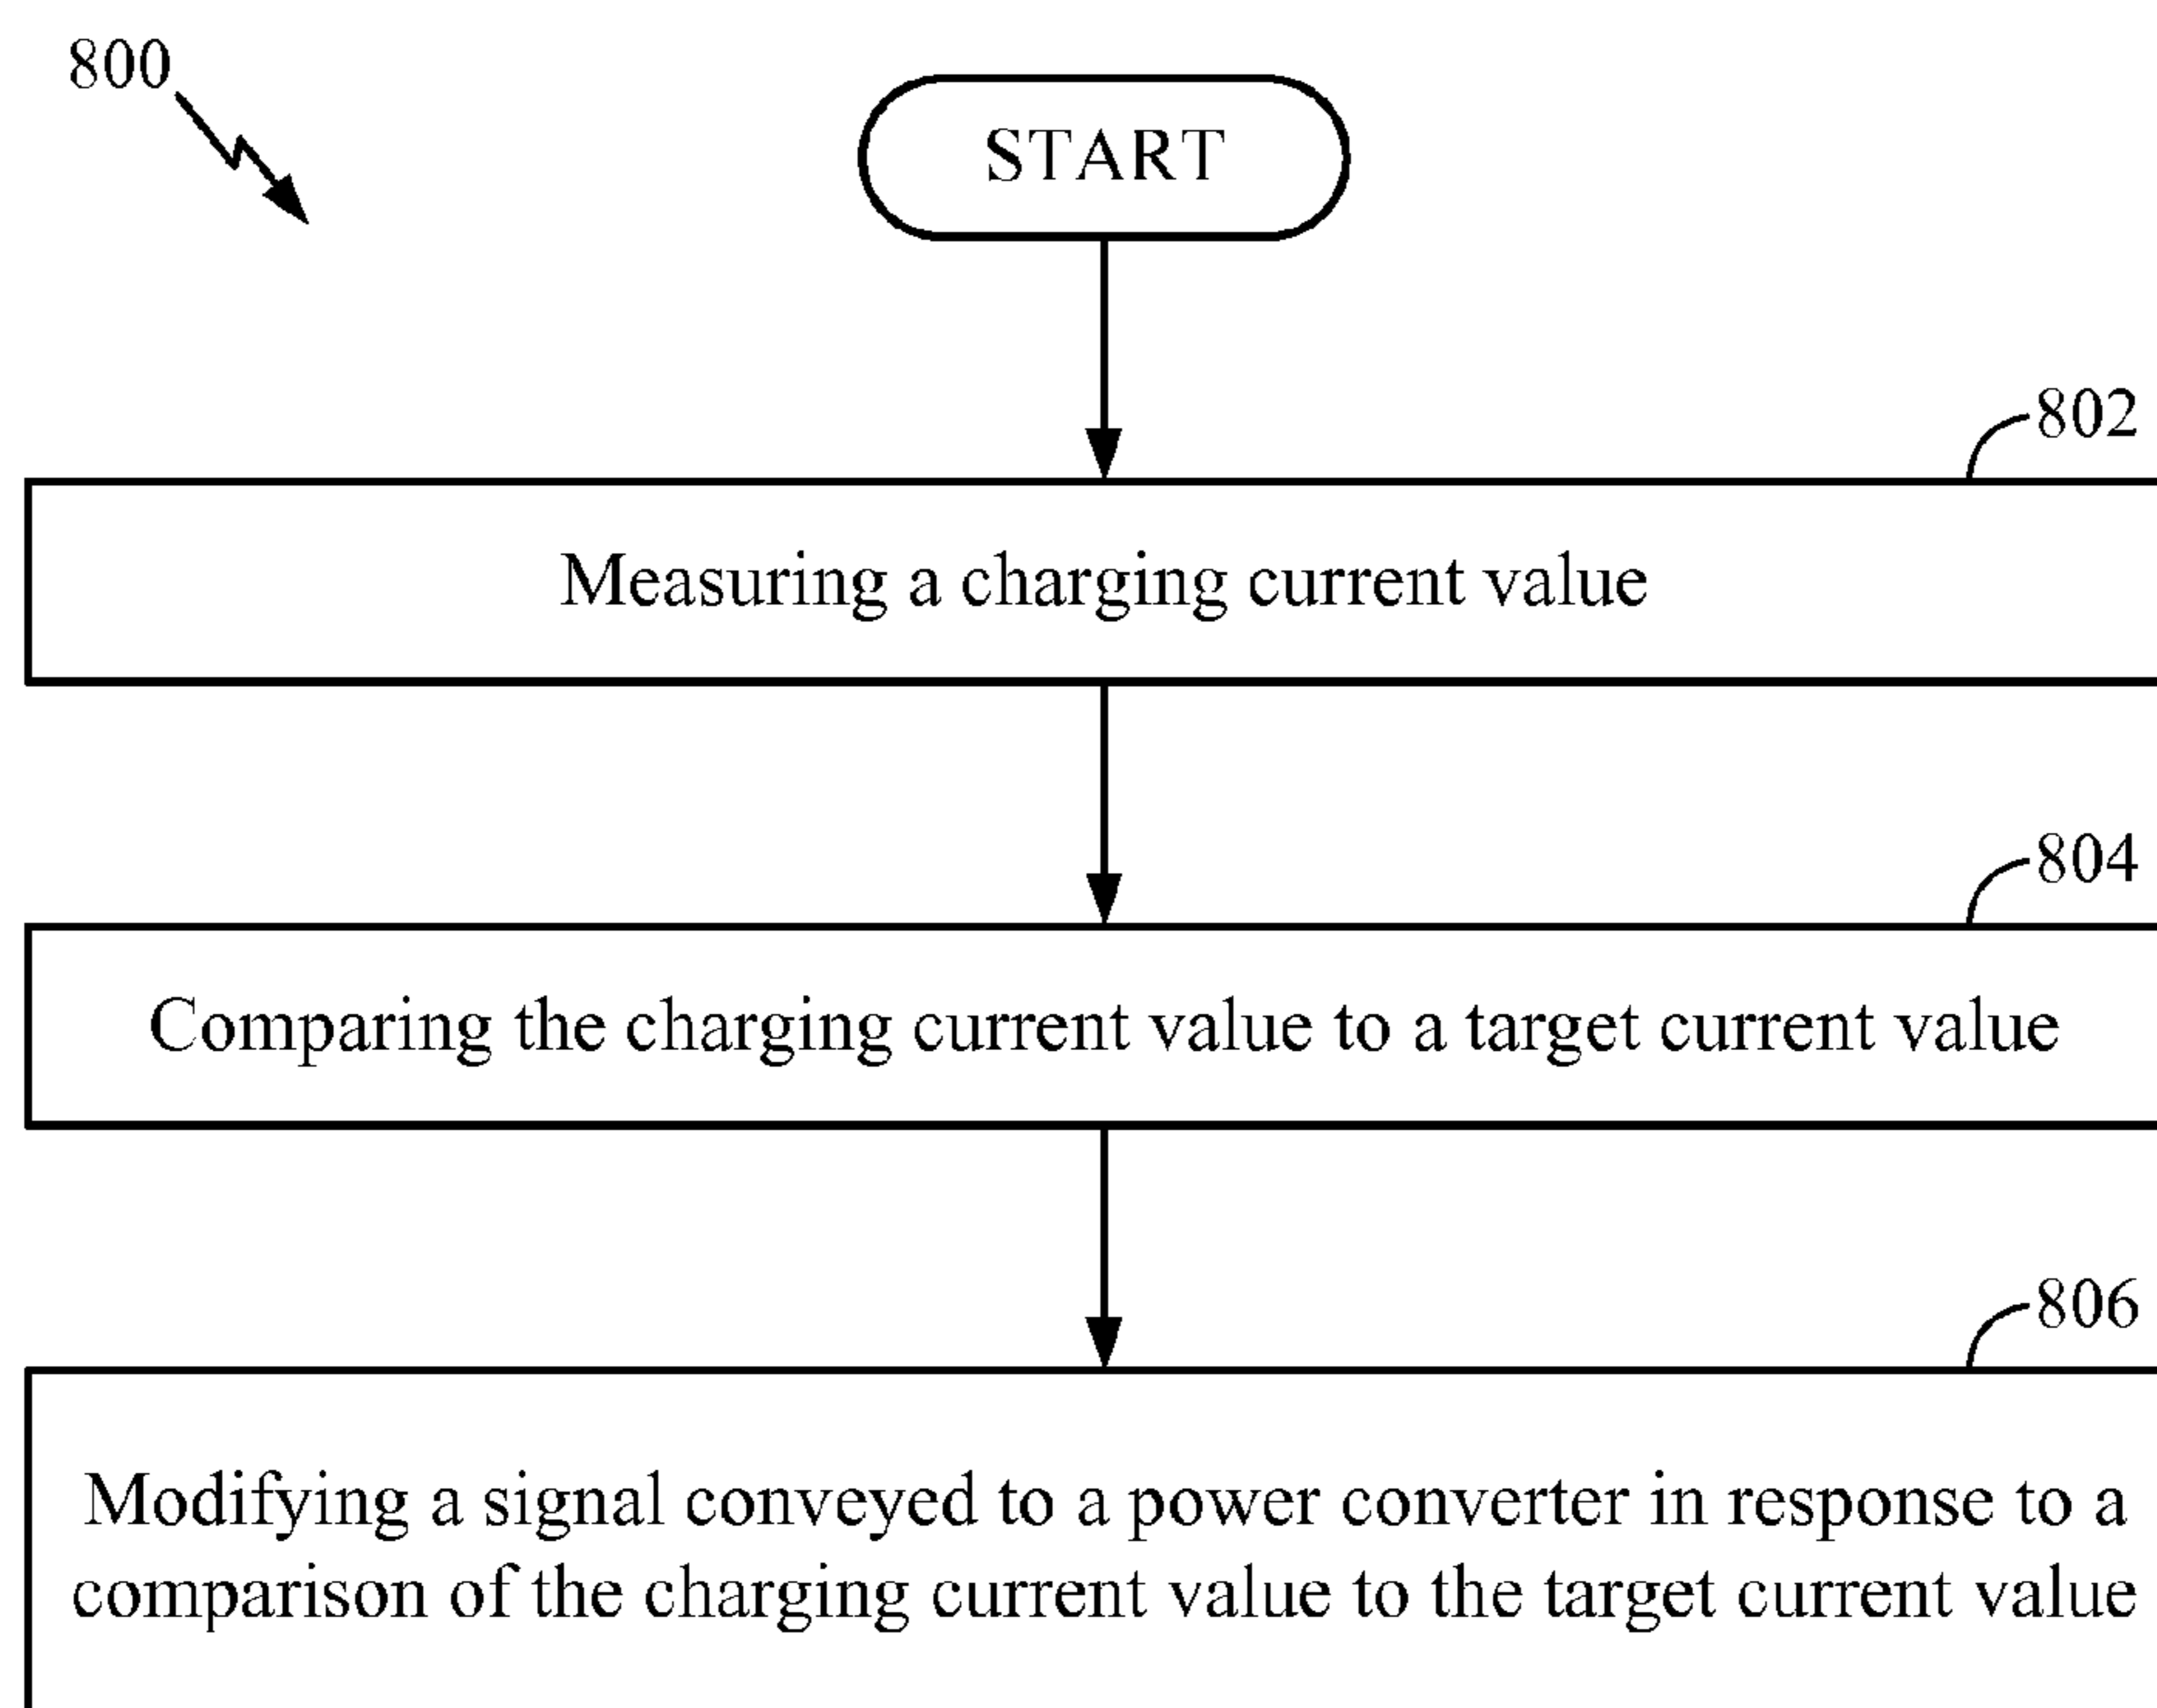 800
START
802
Measuring a charging current value
804
Comparing the charging current value to a target current value
806
Modifying a signal conveyed to a power converter in response to a
comparison of the charging current value to the target current value